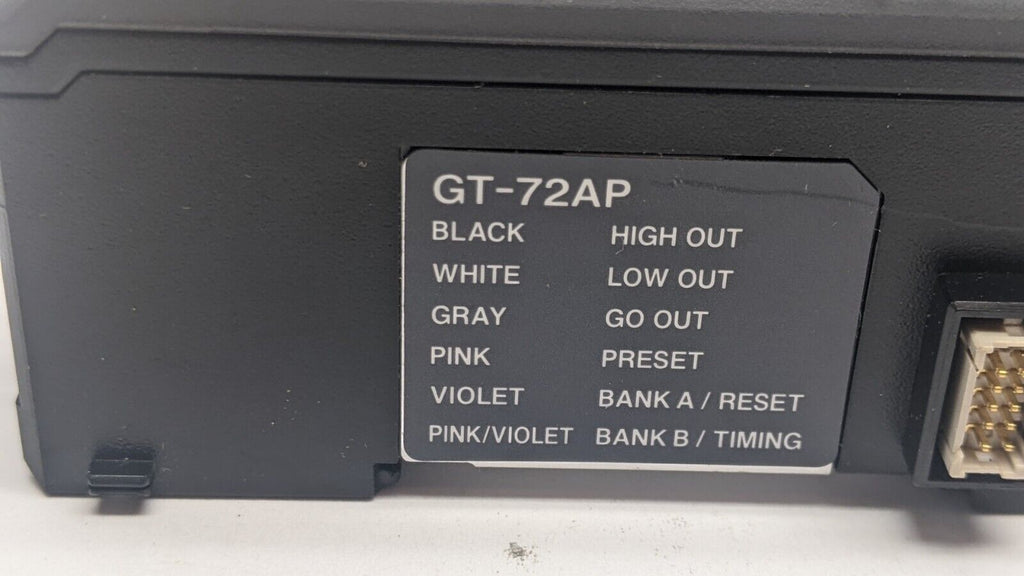 GT-72AP
BLACK HIGH OUT
WHITE LOW OUT
GRAY GO OUT
PINK PRESET
VIOLET BANK A / RESET
PINK/VIOLET BANK B / TIMING